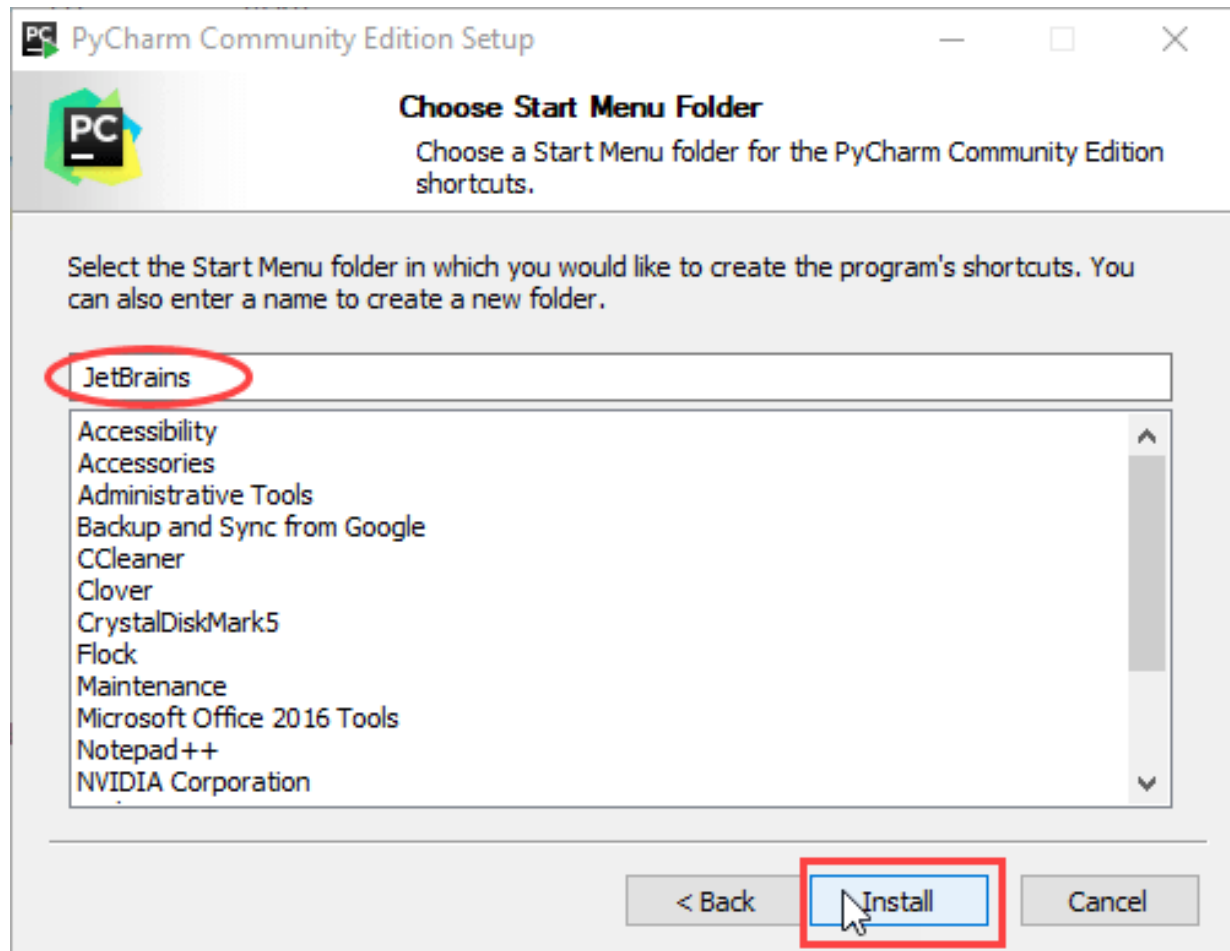 PyCharm Community Edition Setup
PC
Choose Start Menu Folder
Choose a Start Menu folder for the PyCharm Community Edition
shortcuts.
Select the Start Menu folder in which you would like to create the program's shortcuts. You
can also enter a name to create a new folder.
JetBrains
Accessibility
Accessories
Administrative Tools
Backup and Sync from Google
CCleaner
Clover
CrystalDiskMark5
Flock
Maintenance
Microsoft Office 2016 Tools
Notepad++
NVIDIA Corporation
< Back Install Cancel